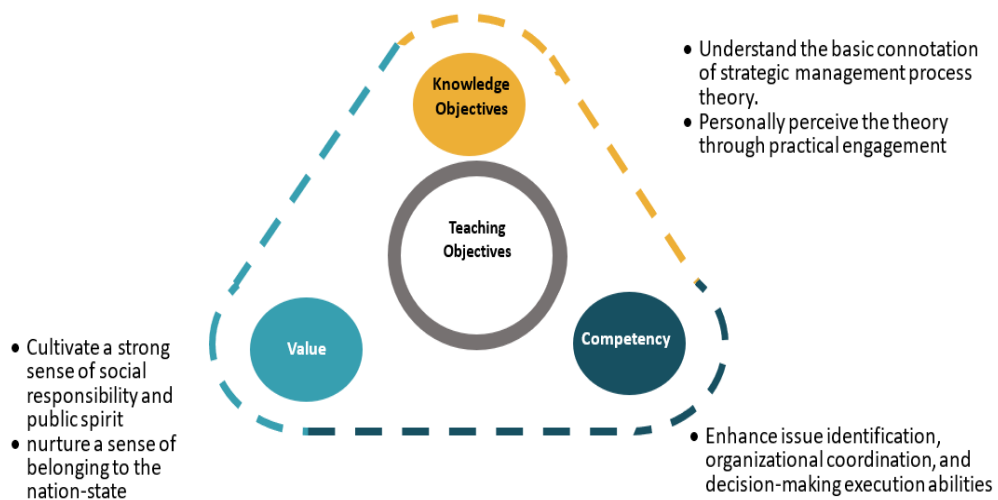 Knowledge
Objectives
• Understand the basic connotation
of strategic management process
theory.
• Personally perceive the theory
through practical engagement
Teaching
Objectives
Value
Competency
• Cultivate a strong
sense of social
responsibility and
public spirit
• nurture a sense of
belonging to the
nation-state
• Enhance issue identification,
organizational coordination, and
decision-making execution abilities